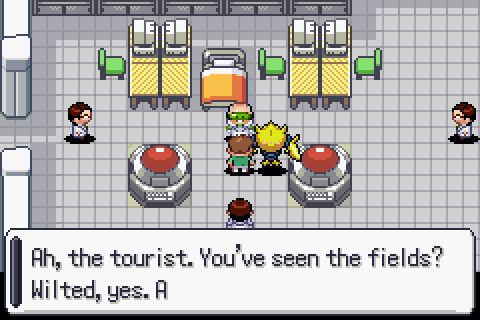 Ah, the tourist. You've seen the fields?
Wilted, yes. A